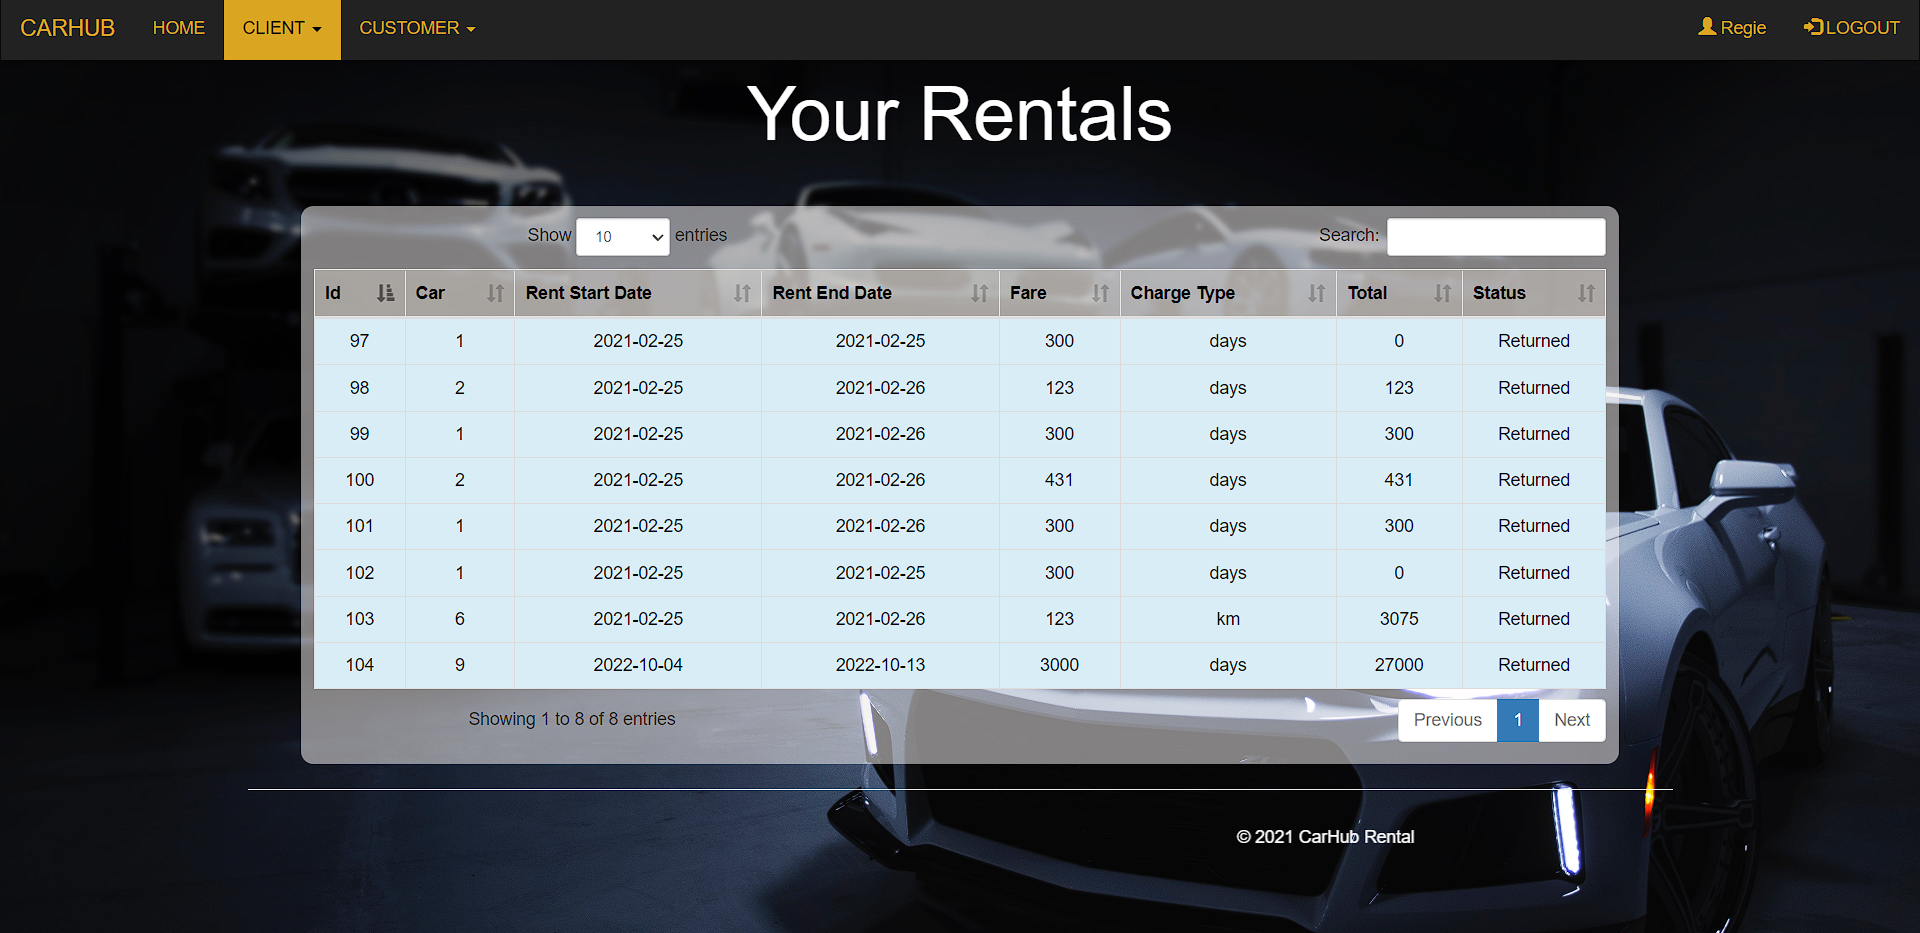 CARHUB HOME CLIENT CUSTOMER Regie LOGOUT
Your Rentals
Show 10 entries Search:
Id Car Rent Start Date Rent End Date Fare Charge Type Total Status
97 1 2021-02-25 2021-02-25 300 days 0 Returned
98 2 2021-02-25 2021-02-26 123 days 123 Returned
99 1 2021-02-25 2021-02-26 300 days 300 Returned
100 2 2021-02-25 2021-02-26 431 days 431 Returned
101 1 2021-02-25 2021-02-26 300 days 300 Returned
102 1 2021-02-25 2021-02-25 300 days 0 Returned
103 6 2021-02-25 2021-02-26 123 km 3075 Returned
104 9 2022-10-04 2022-10-13 3000 days 27000 Returned
Showing 1 to 8 of 8 entries Previous 1 Next
© 2021 CarHub Rental